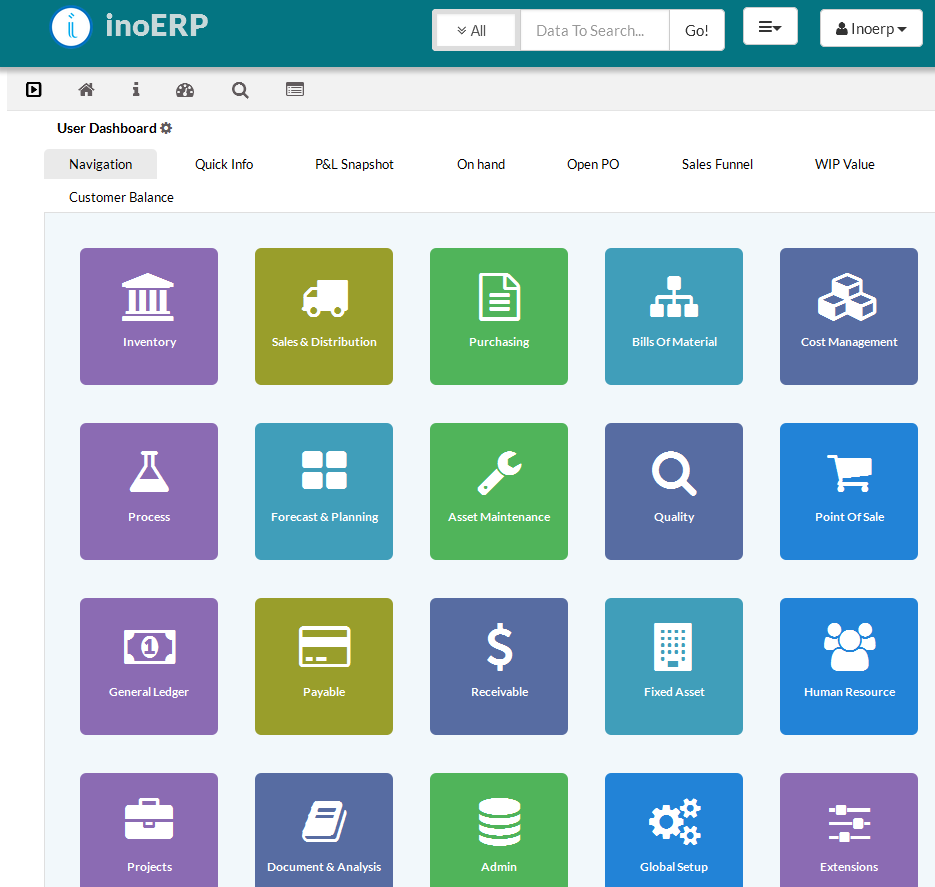 inoERP
All
Data To Search...
Go!
Inoerp
User Dashboard
Navigation
Quick Info
P&L Snapshot
On hand
Open PO
Sales Funnel
WIP Value
Customer Balance
Inventory
Sales & Distribution
Purchasing
Bills Of Material
Cost Management
Process
Forecast & Planning
Asset Maintenance
Quality
Point Of Sale
General Ledger
Payable
Receivable
Fixed Asset
Human Resource
Projects
Document & Analysis
Admin
Global Setup
Extensions